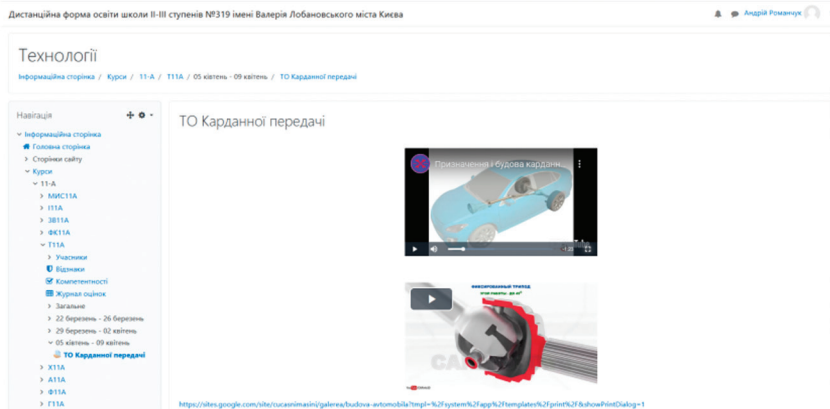 Дистанційна форма освіти школи ІІ-ІІІ ступенів №319 імені Валерія Лобановського міста Києва
Андрій Романчук
Технології
Інформаційна сторінка / Курси / 11-А / Т11А / 05 квітень - 09 квітень / ТО Карданної передачі
Навігація
Інформаційна сторінка
Головна сторінка
Сторінки сайту
Курси
11-А
МИС11А
І11А
ЗВ11А
ФК11А
Т11А
Учасники
Відзнаки
Компетентності
Журнал оцінок
Загальне
22 березень - 26 березень
29 березень - 02 квітень
05 квітень - 09 квітень
ТО Карданної передачі
Х11А
А11А
Ф11А
Г11А
ТО Карданної передачі
Призначення і будова карданн...
ФИКСИРОВАННЫЙ ТРИПОД
https://sites.google.com/site/cucasnimasini/galerea/budova-avtomobila?tmpl=%2Fsystem%2Fapp%2Ftemplates%2Fprint%2F&showPrintDialog=1